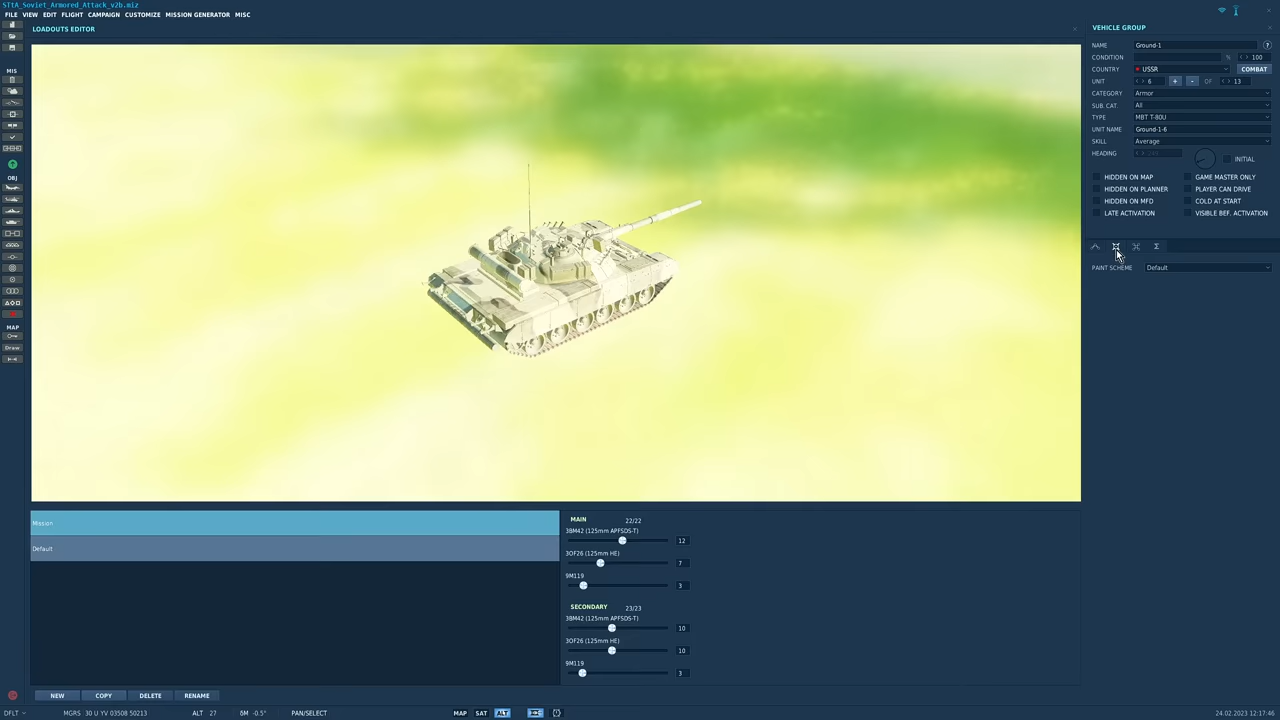 STtA_Soviet_Armored_Attack_v2b.miz
FILE VIEW EDIT FLIGHT CAMPAIGN CUSTOMIZE MISSION GENERATOR MISC
LOADOUTS EDITOR
MIS
OBJ
MAP
Draw
VEHICLE GROUP
NAME Ground-1 ?
CONDITION % < > 100
COUNTRY USSR COMBAT
UNIT < > 6 + - OF < > 13
CATEGORY Armor
SUB. CAT. All
TYPE MBT T-80U
UNIT NAME Ground-1-6
SKILL Average
HEADING INITIAL
HIDDEN ON MAP GAME MASTER ONLY
HIDDEN ON PLANNER PLAYER CAN DRIVE
HIDDEN ON MFD COLD AT START
LATE ACTIVATION VISIBLE BEF. ACTIVATION
Σ
PAINT SCHEME Default
Mission
Default
MAIN 22/22
3BM42 (125mm APFSDS-T)
12
3OF26 (125mm HE)
7
9M119
3
SECONDARY 23/23
3BM42 (125mm APFSDS-T)
10
3OF26 (125mm HE)
10
9M119
3
NEW COPY DELETE RENAME
DFLT MGRS 30 U YV 03508 50213 ALT 27 δM -0.5° PAN/SELECT MAP SAT ALT 24.02.2023 12:17:46